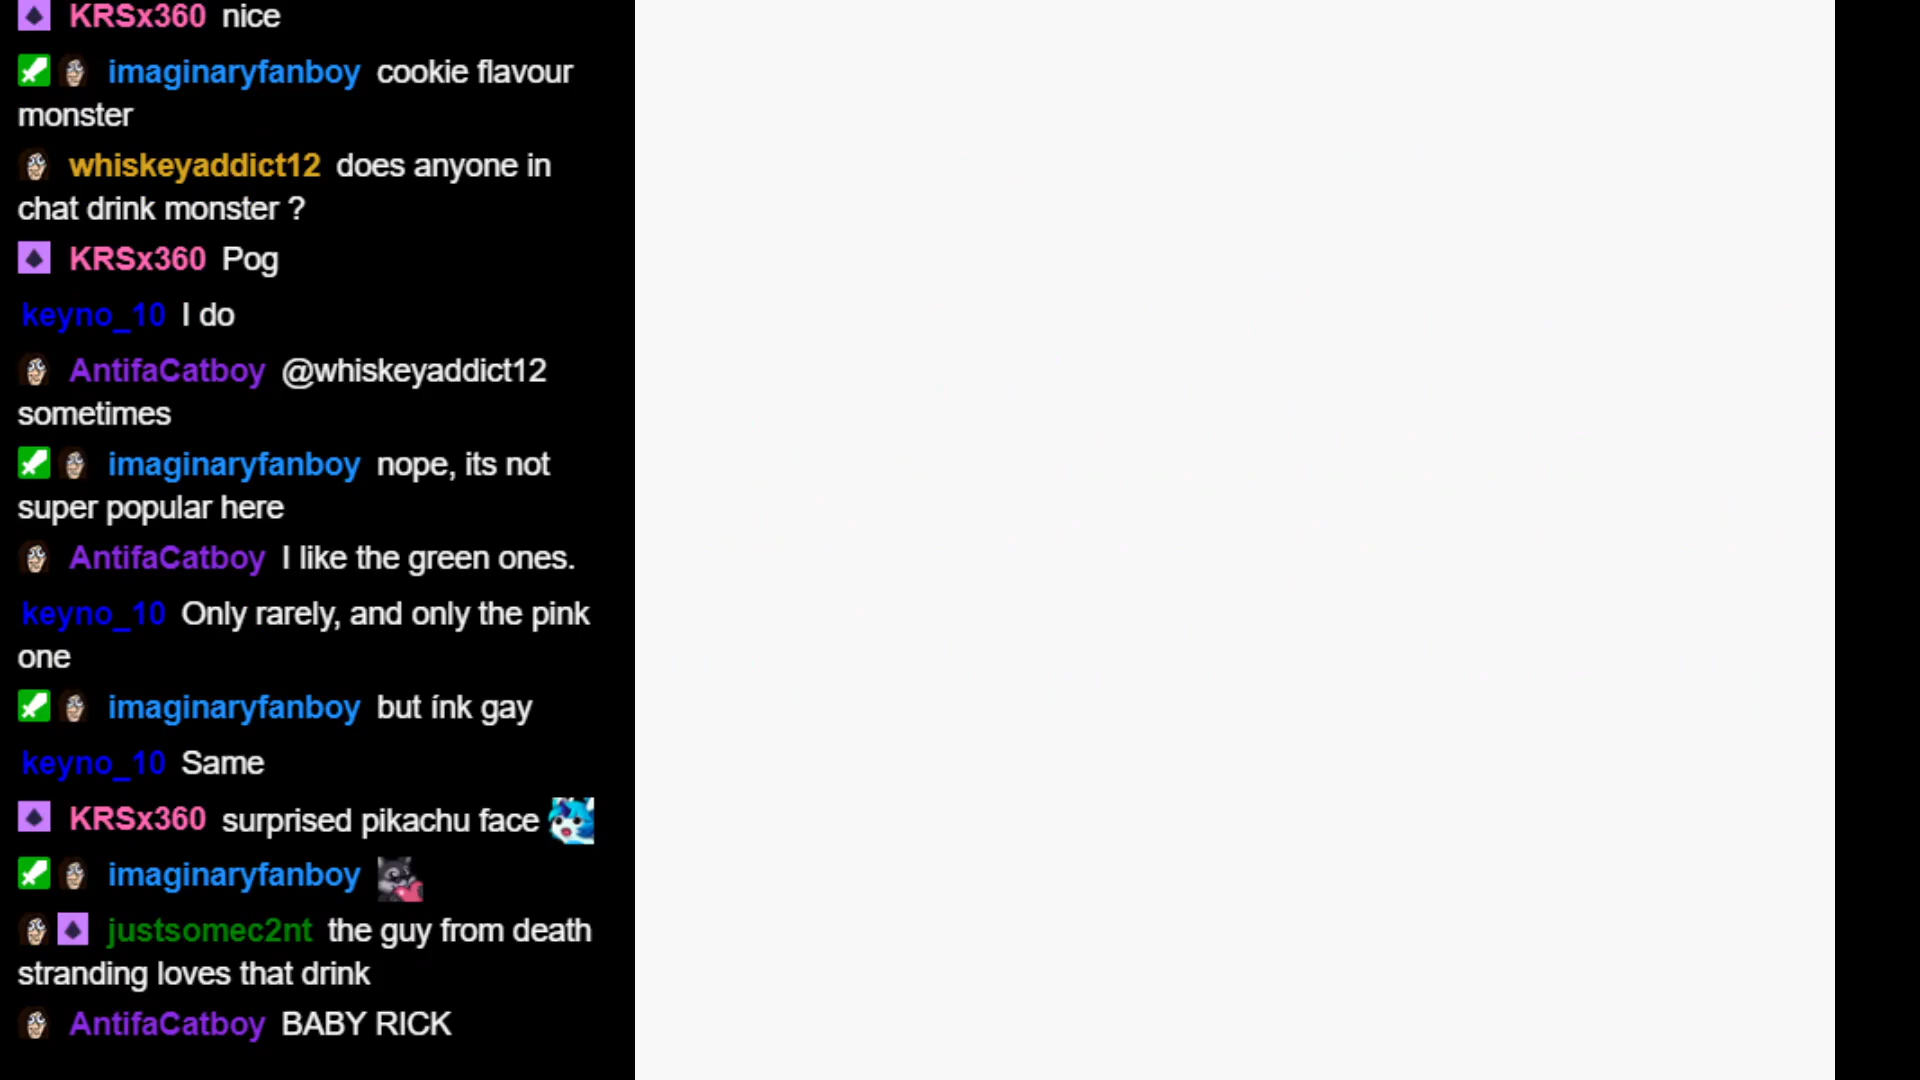 KRSx360 nice
imaginaryfanboy cookie flavour
monster
whiskeyaddict12 does anyone in
chat drink monster ?
KRSx360 Pog
keyno_10 I do
AntifaCatboy @whiskeyaddict12
sometimes
imaginaryfanboy nope, its not
super popular here
AntifaCatboy I like the green ones.
keyno_10 Only rarely, and only the pink
one
imaginaryfanboy but ínk gay
keyno_10 Same
KRSx360 surprised pikachu face
imaginaryfanboy
justsomec2nt the guy from death
stranding loves that drink
AntifaCatboy BABY RICK